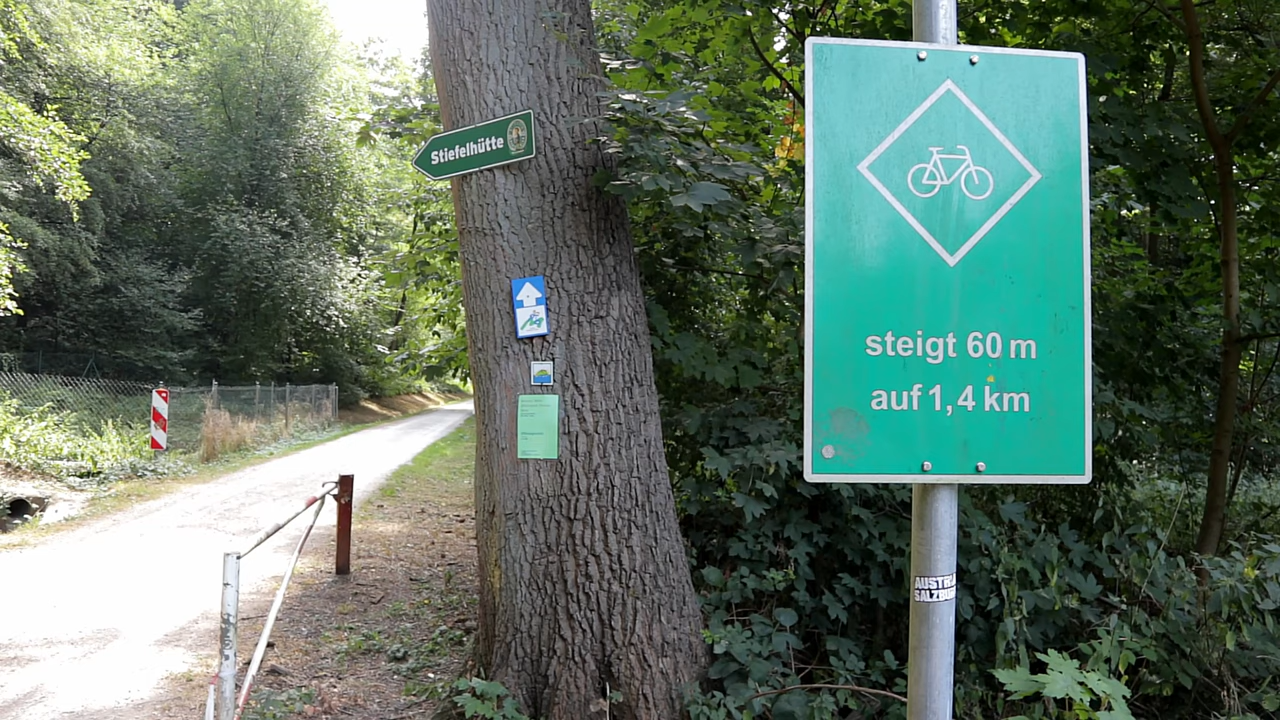 Stiefelhütte
steigt 60 m
auf 1,4 km
AUSTRIA
SALZBURG